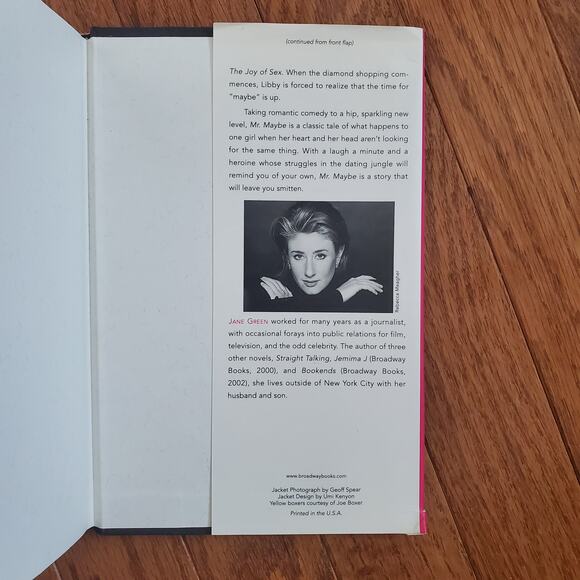 (continued from front flap)
The Joy of Sex. When the diamond shopping com-
mences, Libby is forced to realize that the time for
"maybe" is up.
Taking romantic comedy to a hip, sparkling new
level, Mr. Maybe is a classic tale of what happens to
one girl when her heart and her head aren't looking
for the same thing. With a laugh a minute and a
heroine whose struggles in the dating jungle will
remind you of your own, Mr. Maybe is a story that
will leave you smitten.
Rebecca Meagher
JANE GREEN worked for many years as a journalist,
with occasional forays into public relations for film,
television, and the odd celebrity. The author of three
other novels, Straight Talking, Jemima J (Broadway
Books, 2000), and Bookends (Broadway Books,
2002), she lives outside of New York City with her
husband and son.
www.broadwaybooks.com
Jacket Photograph by Geoff Spear
Jacket Design by Umi Kenyon
Yellow boxers courtesy of Joe Boxer
Printed in the U.S.A.